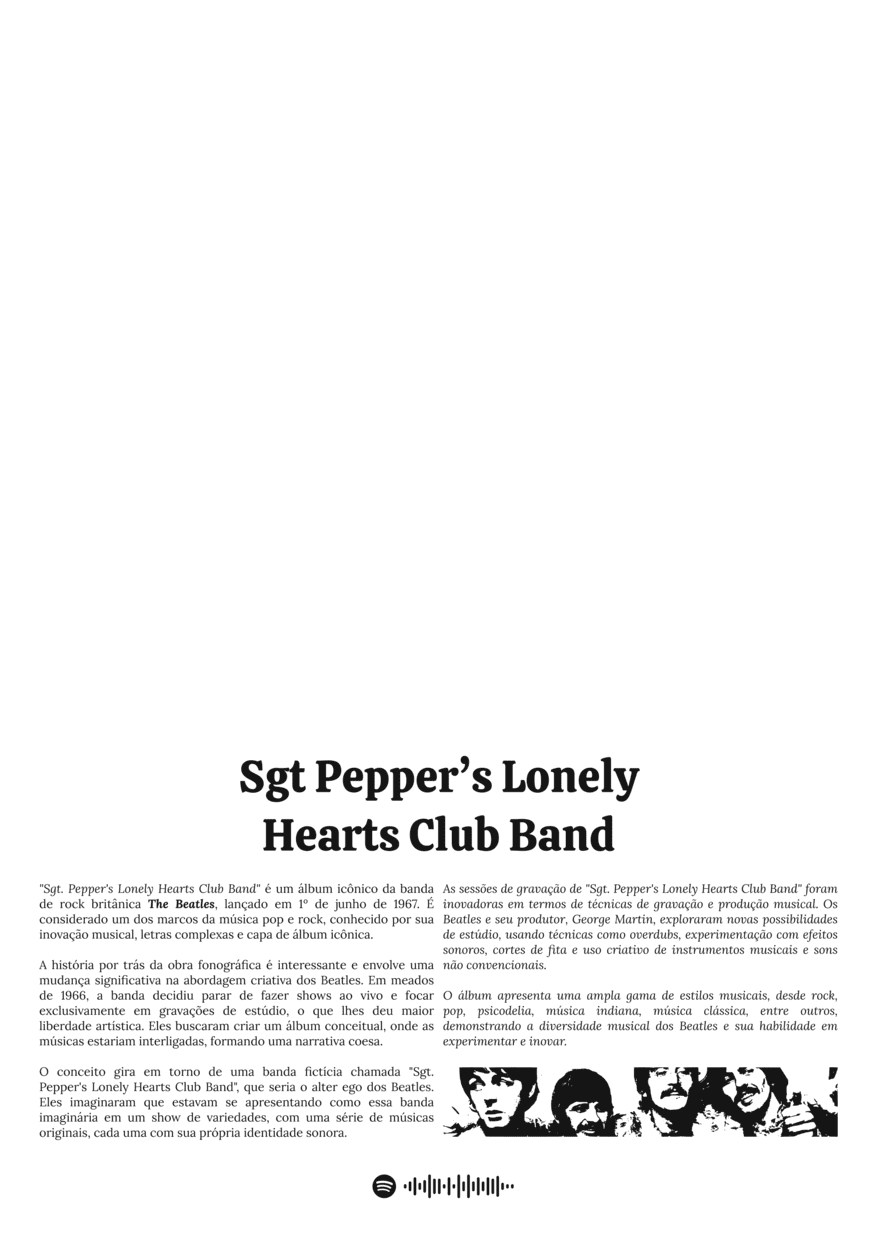 Sgt Pepper’s Lonely
Hearts Club Band
"Sgt. Pepper's Lonely Hearts Club Band" é um álbum icônico da banda
de rock britânica The Beatles, lançado em 1º de junho de 1967. É
considerado um dos marcos da música pop e rock, conhecido por sua
inovação musical, letras complexas e capa de álbum icônica.
A história por trás da obra fonográfica é interessante e envolve uma
mudança significativa na abordagem criativa dos Beatles. Em meados
de 1966, a banda decidiu parar de fazer shows ao vivo e focar
exclusivamente em gravações de estúdio, o que lhes deu maior
liberdade artística. Eles buscaram criar um álbum conceitual, onde as
músicas estariam interligadas, formando uma narrativa coesa.
O conceito gira em torno de uma banda fictícia chamada "Sgt.
Pepper's Lonely Hearts Club Band", que seria o alter ego dos Beatles.
Eles imaginaram que estavam se apresentando como essa banda
imaginária em um show de variedades, com uma série de músicas
originais, cada uma com sua própria identidade sonora.
As sessões de gravação de "Sgt. Pepper's Lonely Hearts Club Band" foram
inovadoras em termos de técnicas de gravação e produção musical. Os
Beatles e seu produtor, George Martin, exploraram novas possibilidades
de estúdio, usando técnicas como overdubs, experimentação com efeitos
sonoros, cortes de fita e uso criativo de instrumentos musicais e sons
não convencionais.
O álbum apresenta uma ampla gama de estilos musicais, desde rock,
pop, psicodelia, música indiana, música clássica, entre outros,
demonstrando a diversidade musical dos Beatles e sua habilidade em
experimentar e inovar.